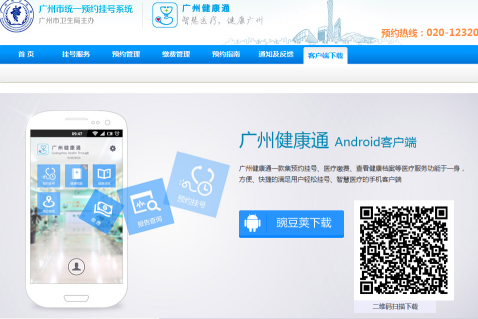 广州市统一预约挂号系统
广州市卫生局主办
广州健康通
智慧医疗，健康广州
预约热线：020-12320
首 页 挂号服务 预约管理 缴费管理 预约指南 通知及反馈 客户端下载
09:47
广州健康通
预约挂号
缴费
报告查询
预约挂号
广州健康通 Android客户端
广州健康通一款集预约挂号、医疗缴费、查看健康档案等医疗服务功能于一身，
方便、快捷的满足用户轻松挂号、智慧医疗的手机客户端
豌豆荚下载
二维码扫描下载